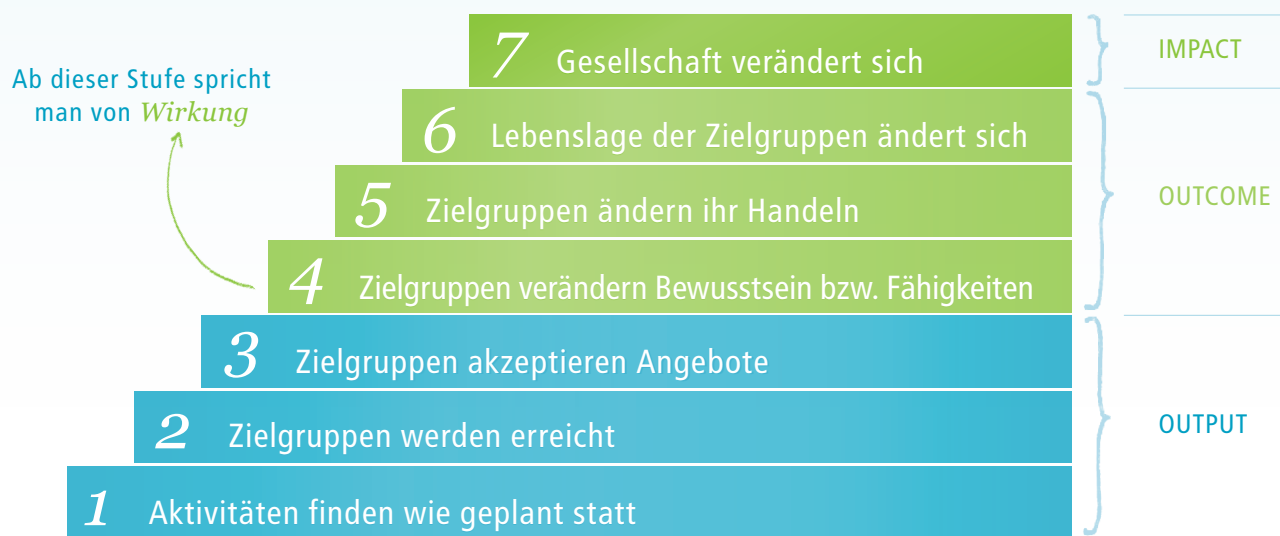 Ab dieser Stufe spricht
man von Wirkung
7 Gesellschaft verändert sich
6 Lebenslage der Zielgruppen ändert sich
5 Zielgruppen ändern ihr Handeln
4 Zielgruppen verändern Bewusstsein bzw. Fähigkeiten
3 Zielgruppen akzeptieren Angebote
2 Zielgruppen werden erreicht
1 Aktivitäten finden wie geplant statt
IMPACT
OUTCOME
OUTPUT